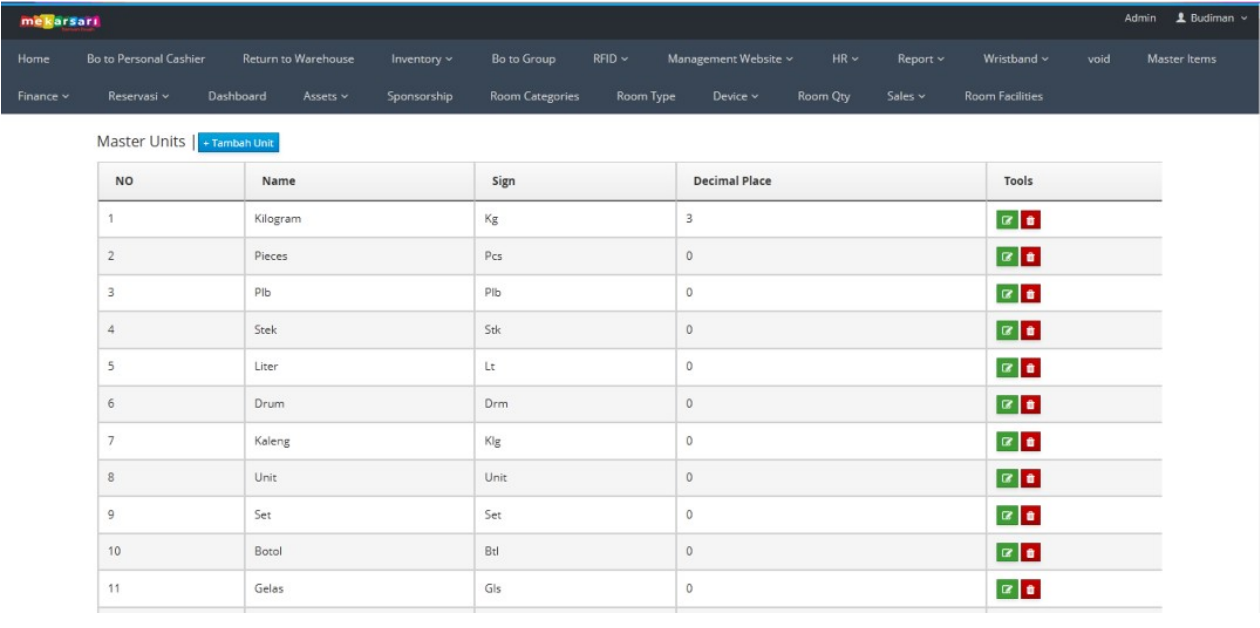 mekarsari
Admin Budiman
Home Bo to Personal Cashier Return to Warehouse Inventory Bo to Group RFID Management Website HR Report Wristband void Master Items
Finance Reservasi Dashboard Assets Sponsorship Room Categories Room Type Device Room Qty Sales Room Facilities
Master Units | + Tambah Unit
NO Name Sign Decimal Place Tools
1 Kilogram Kg 3
2 Pieces Pcs 0
3 Plb Plb 0
4 Stek Stk 0
5 Liter Lt 0
6 Drum Drm 0
7 Kaleng Klg 0
8 Unit Unit 0
9 Set Set 0
10 Botol Btl 0
11 Gelas Gls 0